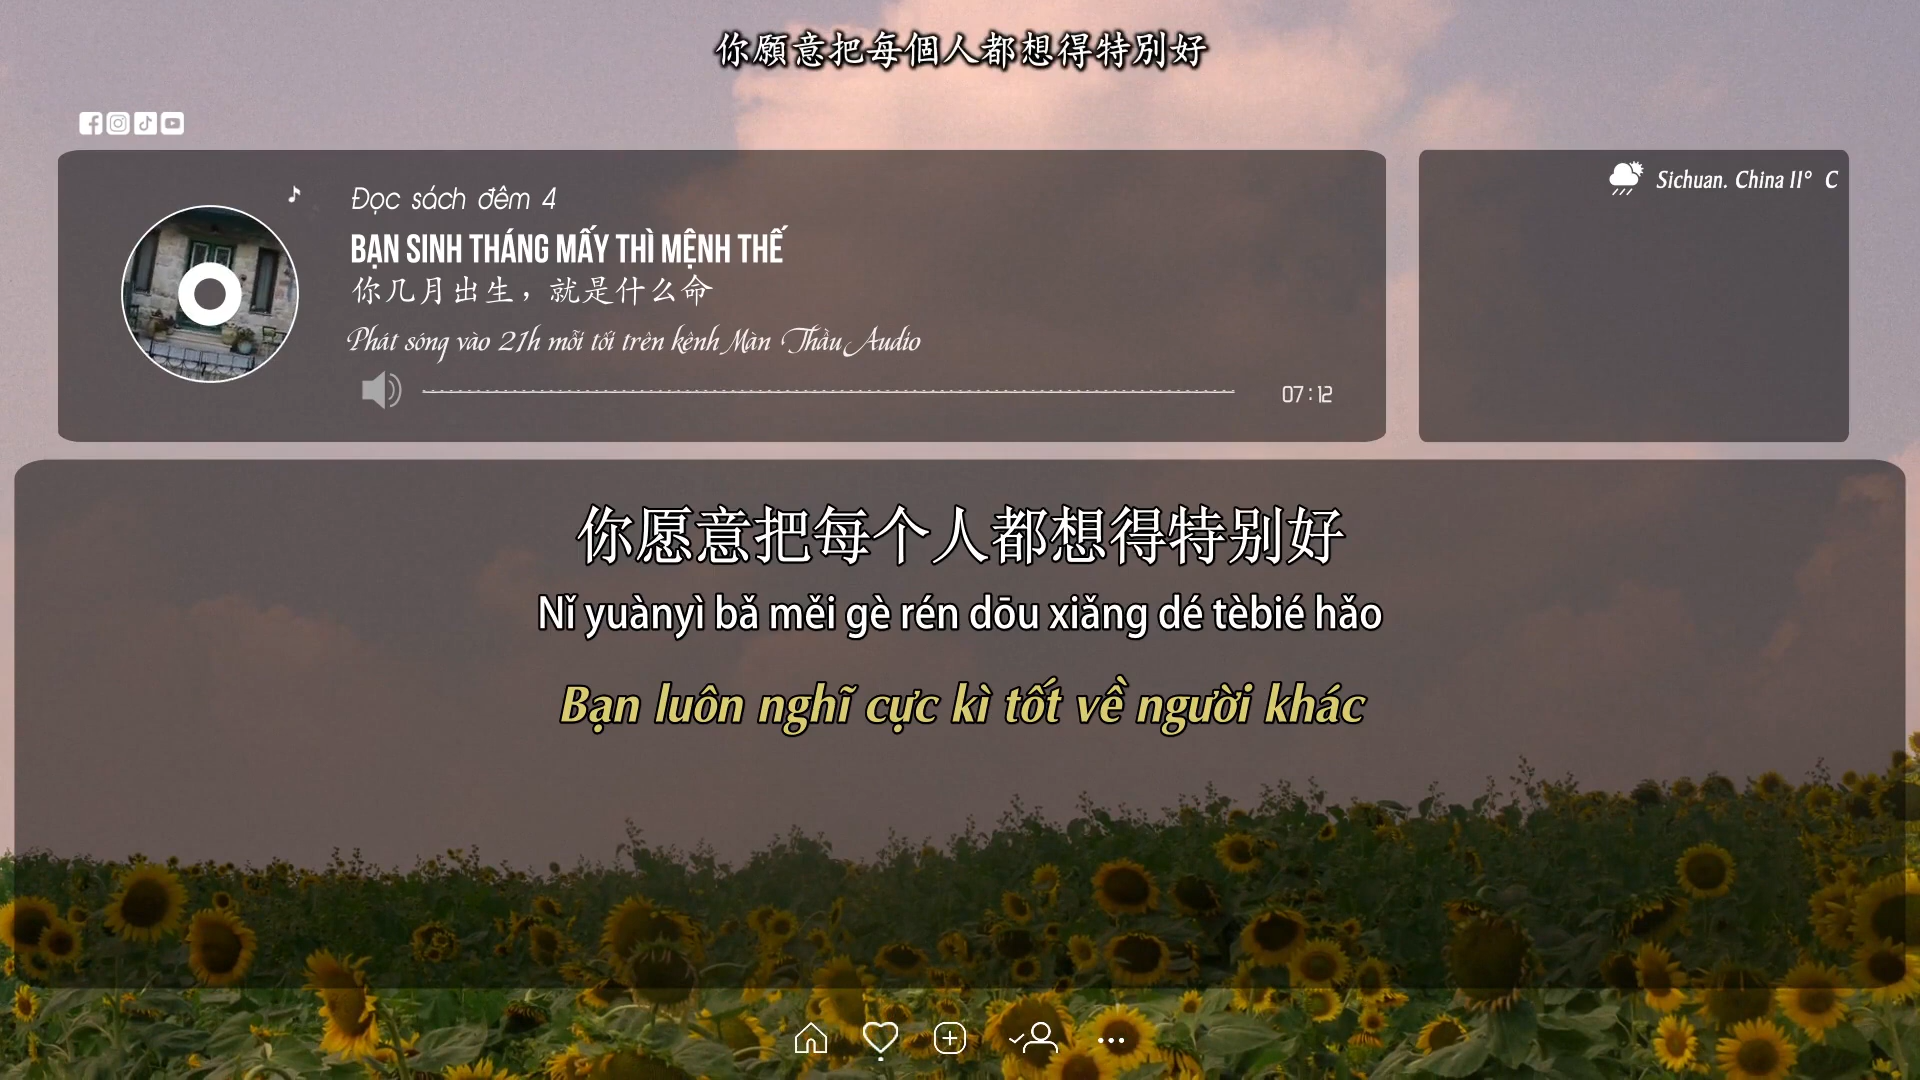 你願意把每個人都想得特別好
Đọc sách đêm 4
BẠN SINH THÁNG MẤY THÌ MỆNH THẾ
你几月出生，就是什么命
Phát sóng vào 21h mỗi tối trên kênh Màn Thầu Audio
07:12
Sichuan. China 11° C
你愿意把每个人都想得特别好
Nǐ yuànyì bǎ měi gè rén dōu xiǎng dé tèbié hǎo
Bạn luôn nghĩ cực kì tốt về người khác